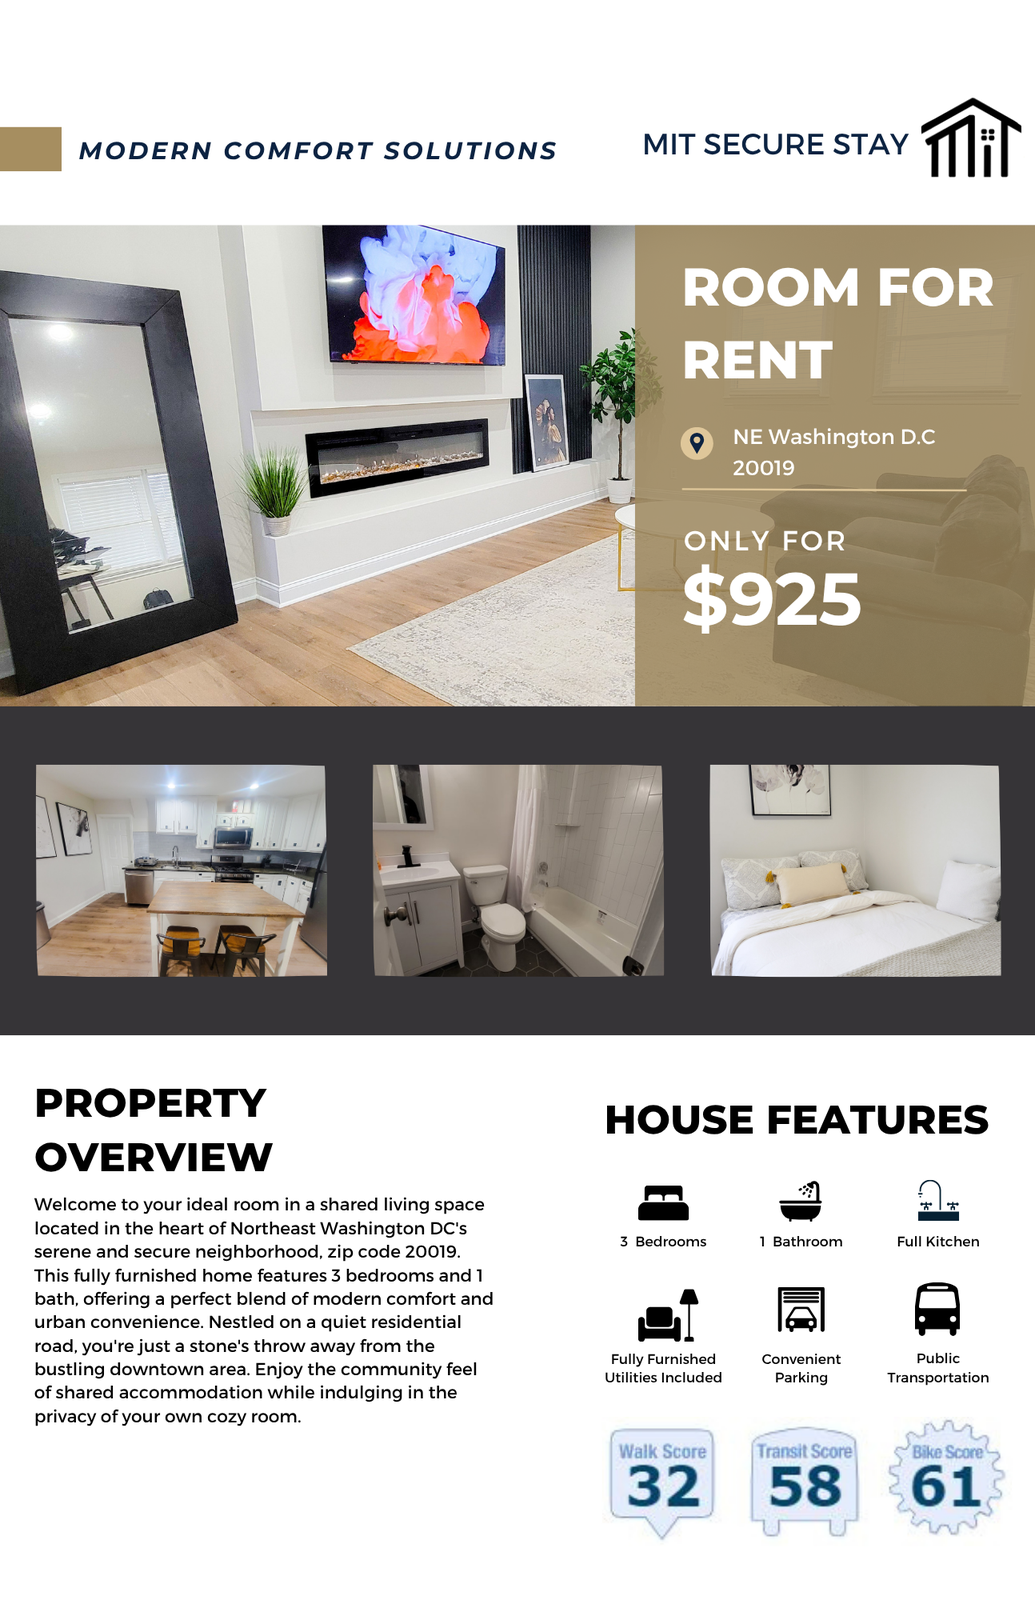 MODERN COMFORT SOLUTIONS
MIT SECURE STAY
MiT
ROOM FOR
RENT
NE Washington D.C
20019
ONLY FOR
$925
PROPERTY
OVERVIEW
Welcome to your ideal room in a shared living space
located in the heart of Northeast Washington DC's
serene and secure neighborhood, zip code 20019.
This fully furnished home features 3 bedrooms and 1
bath, offering a perfect blend of modern comfort and
urban convenience. Nestled on a quiet residential
road, you're just a stone's throw away from the
bustling downtown area. Enjoy the community feel
of shared accommodation while indulging in the
privacy of your own cozy room.
HOUSE FEATURES
3 Bedrooms
1 Bathroom
Full Kitchen
Fully Furnished
Utilities Included
Convenient
Parking
Public
Transportation
Walk Score
32
Transit Score
58
Bike Score
61